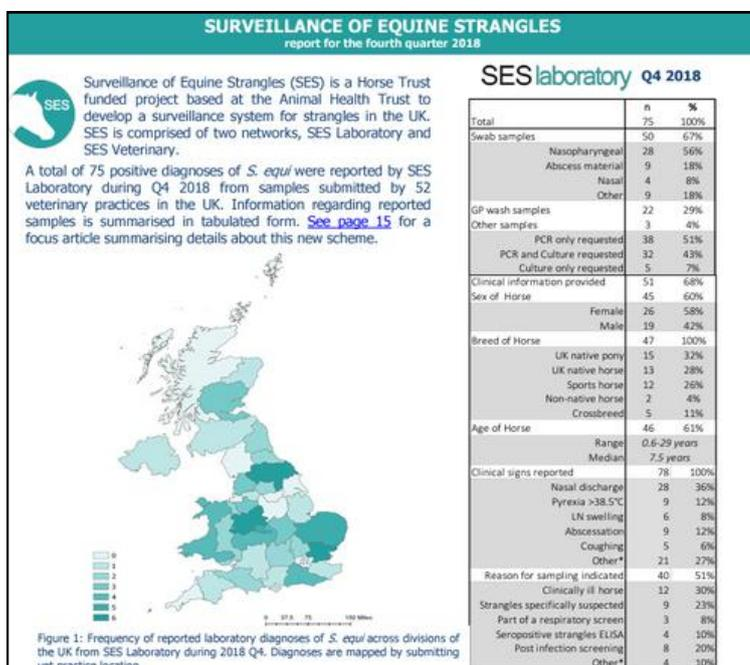 SURVEILLANCE OF EQUINE STRANGLES
report for the fourth quarter 2018
SES
Surveillance of Equine Strangles (SES) is a Horse Trust
funded project based at the Animal Health Trust to
develop a surveillance system for strangles in the UK.
SES is comprised of two networks, SES Laboratory and
SES Veterinary.
A total of 75 positive diagnoses of S. equi were reported by SES
Laboratory during Q4 2018 from samples submitted by 52
veterinary practices in the UK. Information regarding reported
samples is summarised in tabulated form. See page 15 for a
focus article summarising details about this new scheme.
0
1
2
3
4
5
6
0 37.5 75 150 Miles
Figure 1: Frequency of reported laboratory diagnoses of S. equi across divisions of
the UK from SES Laboratory during 2018 Q4. Diagnoses are mapped by submitting
vet practice location
SES laboratory Q4 2018
n %
Total 75 100%
Swab samples 50 67%
Nasopharyngeal 28 56%
Abscess material 9 18%
Nasal 4 8%
Other 9 18%
GP wash samples 22 29%
Other samples 3 4%
PCR only requested 38 51%
PCR and Culture requested 32 43%
Culture only requested 5 7%
Clinical information provided 51 68%
Sex of Horse 45 60%
Female 26 58%
Male 19 42%
Breed of Horse 47 100%
UK native pony 15 32%
UK native horse 13 28%
Sports horse 12 26%
Non-native horse 2 4%
Crossbreed 5 11%
Age of Horse 46 61%
Range 0.6-29 years
Median 7.5 years
Clinical signs reported 78 100%
Nasal discharge 28 36%
Pyrexia >38.5°C 9 12%
LN swelling 6 8%
Abscessation 9 12%
Coughing 5 6%
Other* 21 27%
Reason for sampling indicated 40 51%
Clinically ill horse 12 30%
Strangles specifically suspected 9 23%
Part of a respiratory screen 3 8%
Seropositive strangles ELISA 4 10%
Post infection screening 8 20%
Other* 4 10%